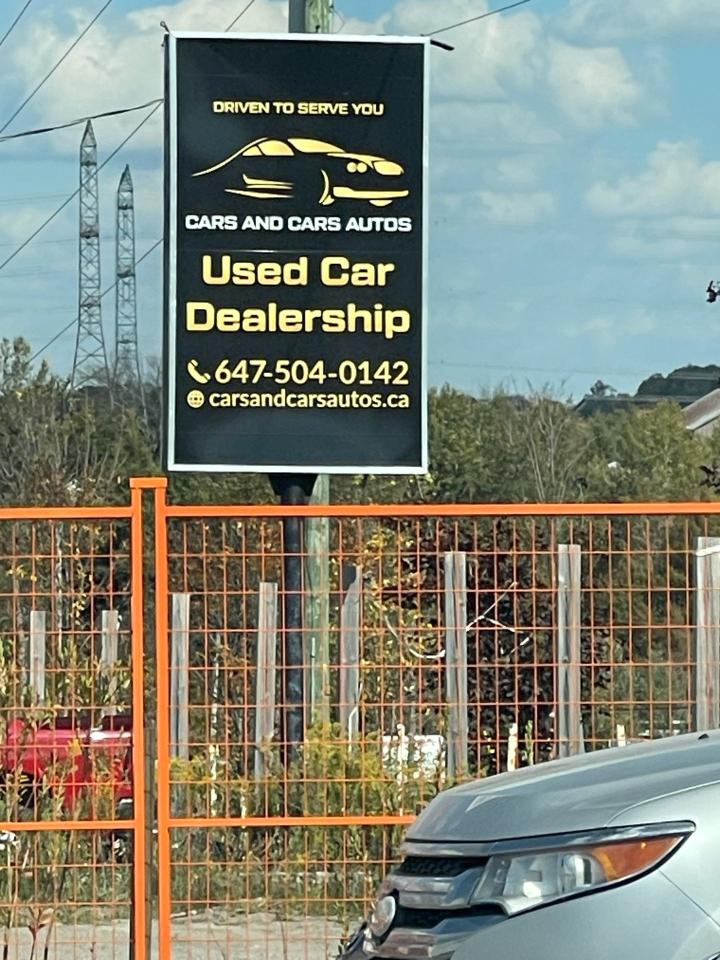 DRIVEN TO SERVE YOU
CARS AND CARS AUTOS
Used Car
Dealership
647-504-0142
carsandcarsautos.ca